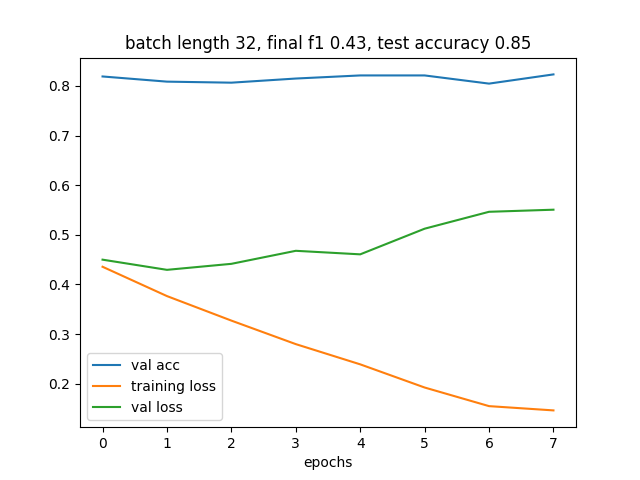 batch length 32, final f1 0.43, test accuracy 0.85
0.8
0.7
0.6
0.5
0.4
0.3
0.2
val acc
training loss
val loss
0 1 2 3 4 5 6 7
epochs